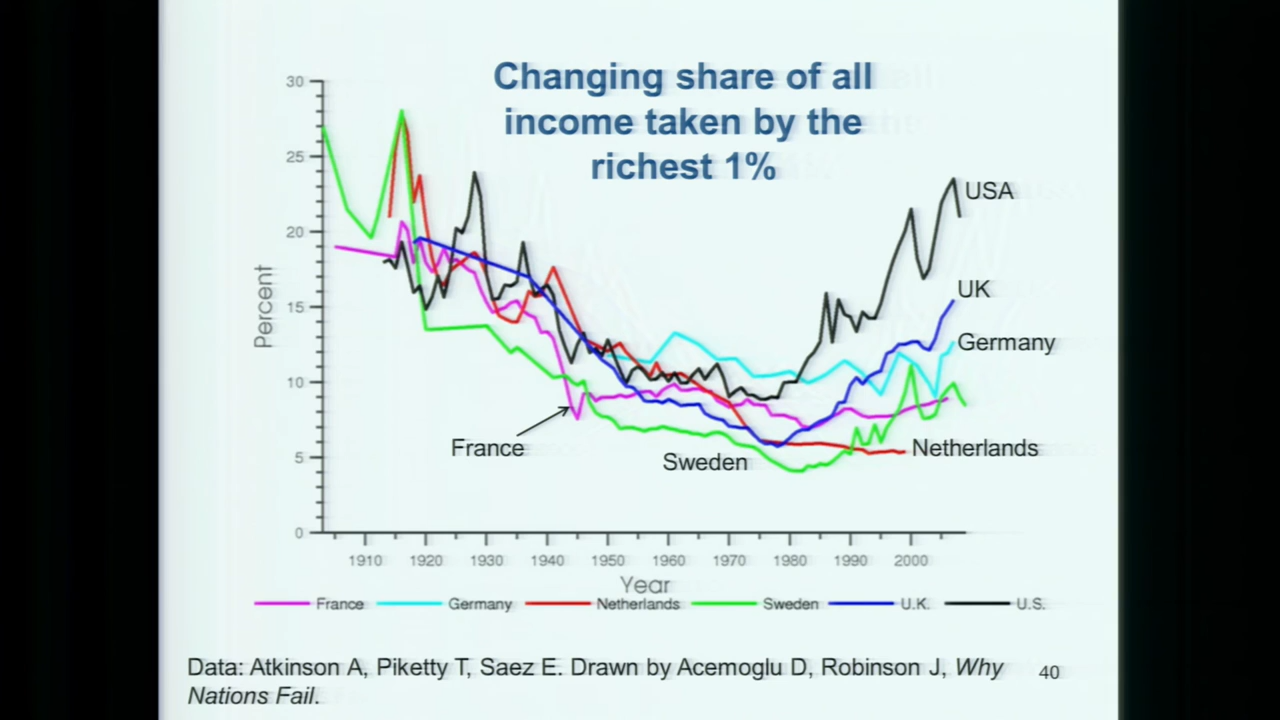 Changing share of all
income taken by the
richest 1%
30
25
20
15
10
5
0
Percent
USA
UK
Germany
France
Sweden
Netherlands
1910 1920 1930 1940 1950 1960 1970 1980 1990 2000
Year
France Germany Netherlands Sweden U.K. U.S.
Data: Atkinson A, Piketty T, Saez E. Drawn by Acemoglu D, Robinson J, Why
Nations Fail.
40